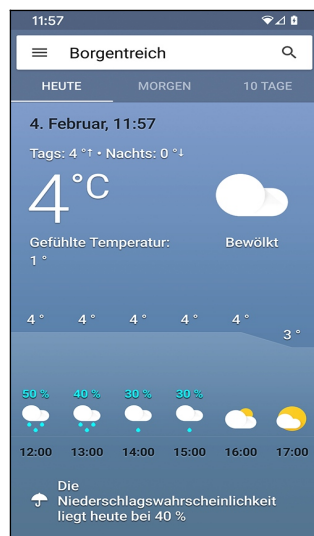 11:57
Borgentreich
HEUTE MORGEN 10 TAGE
4. Februar, 11:57
Tags: 4 °↑ • Nachts: 0 °↓
4 °C
Gefühlte Temperatur:
1 °
Bewölkt
4 ° 4 ° 4 ° 4 ° 4 ° 3 °
50 % 40 % 30 % 30 %
12:00 13:00 14:00 15:00 16:00 17:00
Die
Niederschlagswahrscheinlichkeit
liegt heute bei 40 %